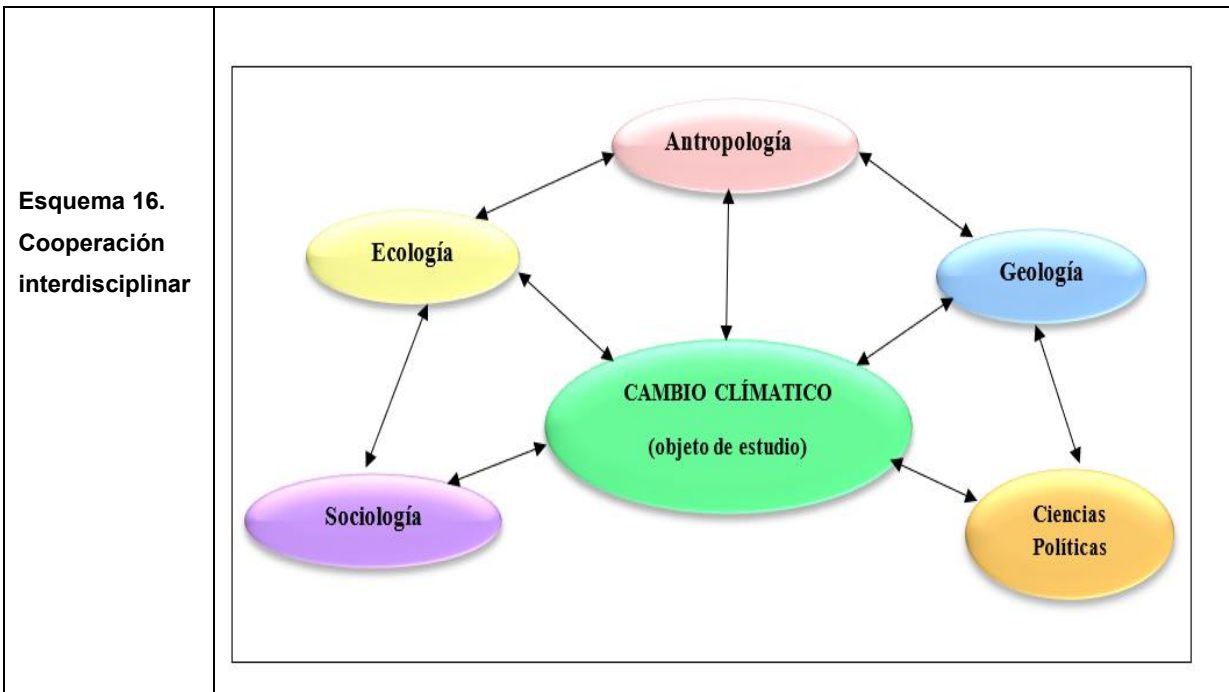 Esquema 16.
Cooperación
interdisciplinar
Antropología
Ecología
Geología
CAMBIO CLÍMATICO
(objeto de estudio)
Sociología
Ciencias
Políticas